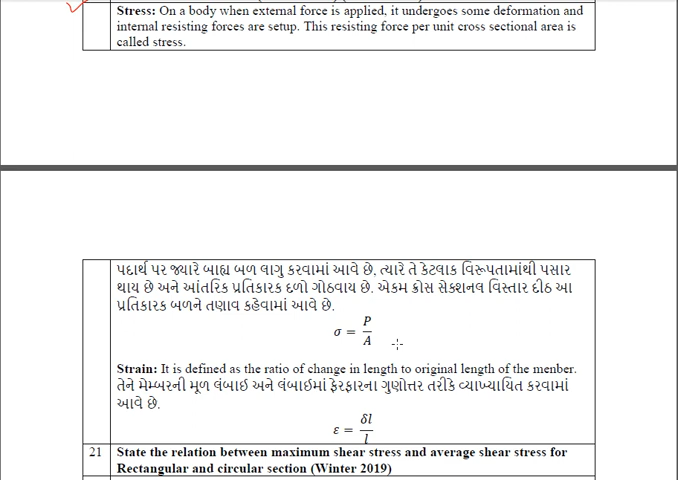 Stress: On a body when external force is applied, it undergoes some deformation and
internal resisting forces are setup. This resisting force per unit cross sectional area is
called stress.
પદાર્થ પર જ્યારે બાહ્ય બળ લાગુ કરવામાં આવે છે, ત્યારે તે કેટલાક વિરૂપતામાંથી પસાર
થાય છે અને આંતરિક પ્રતિકારક દળો ગોઠવાય છે. એકમ ક્રોસ સેક્શનલ વિસ્તાર દીઠ આ
પ્રતિકારક બળને તણાવ કહેવામાં આવે છે.
σ = P/A
Strain: It is defined as the ratio of change in length to original length of the menber.
તેને મેમ્બરની મૂળ લંબાઈ અને લંબાઈમાં ફેરફારના ગુણોત્તર તરીકે વ્યાખ્યાયિત કરવામાં
આવે છે.
ε = δl/l
21 State the relation between maximum shear stress and average shear stress for
Rectangular and circular section (Winter 2019)